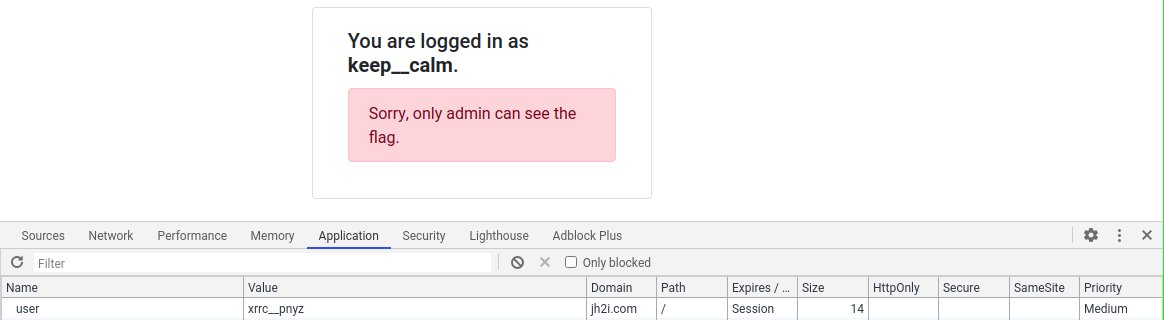 You are logged in as
keep__calm.
Sorry, only admin can see the
flag.
Sources Network Performance Memory Application Security Lighthouse Adblock Plus
Filter Only blocked
Name Value Domain Path Expires / ... Size HttpOnly Secure SameSite Priority
user xrrc__pnyz jh2i.com / Session 14 Medium